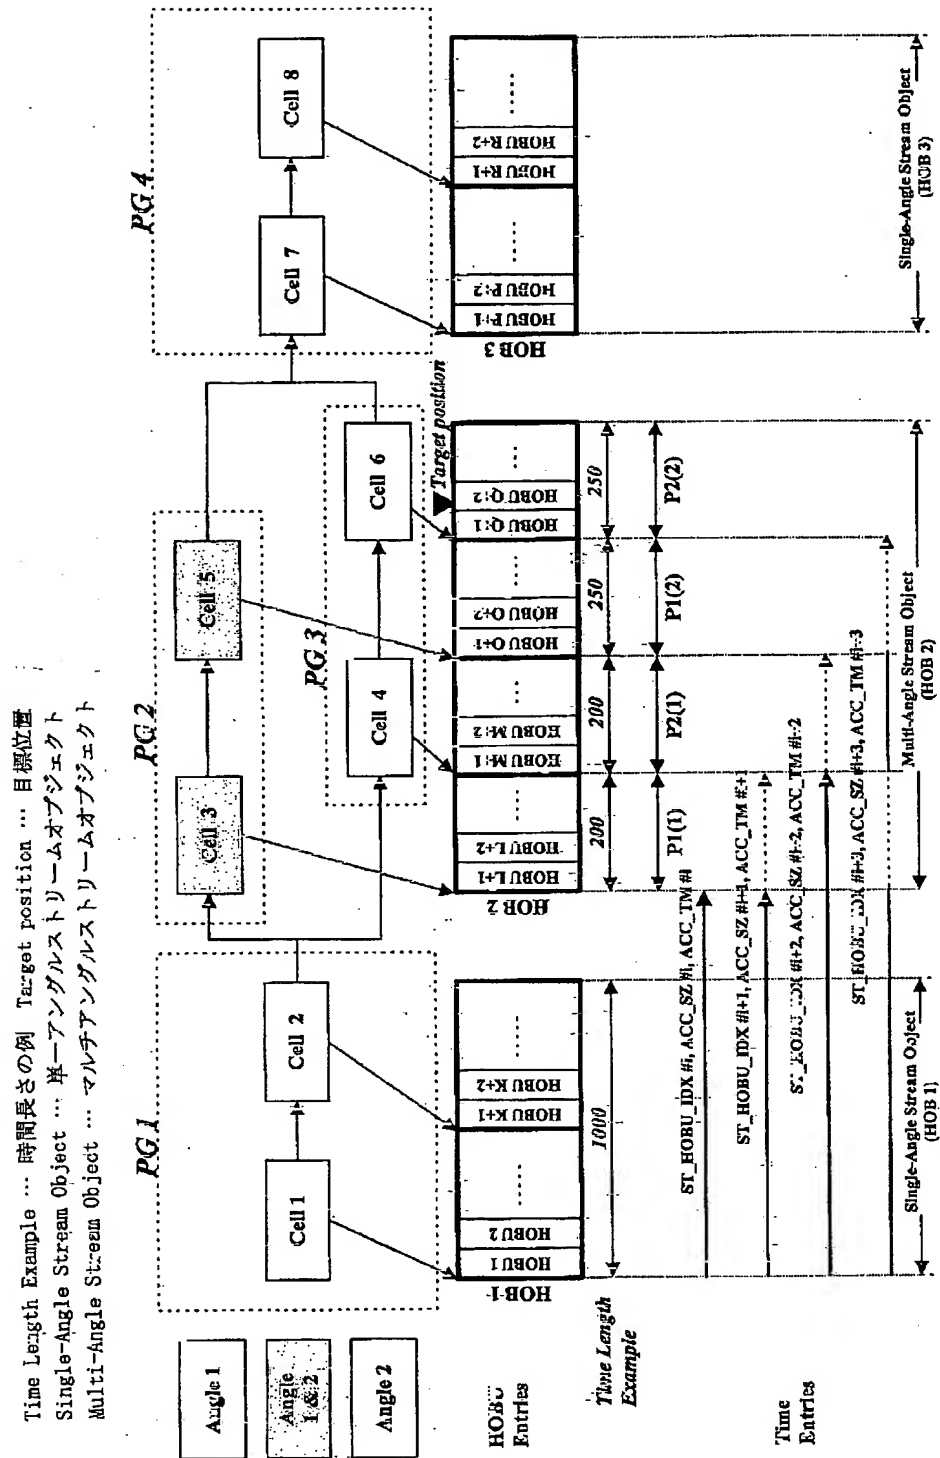 Time Length Example … 時間長さの例 Target position … 目標位置
Single-Angle Stream Object … 単一アングルストリームオブジェクト
Multi-Angle Stream Object … マルチアングルストリームオブジェクト
Angle 1
Angle 1 & 2
Angle 2
PG 1
Cell 1
Cell 2
PG 2
Cell 3
Cell 5
PG 3
Cell 4
Cell 6
PG 4
Cell 7
Cell 8
Target position
HOBU
Entries
HOB 1
HOBU 1
HOBU 2
……
HOBU K+1
HOBU K+2
……
HOB 2
HOBU L+1
HOBU L+2
…
HOBU M+1
HOBU M+2
…
HOBU O+1
HOBU O+2
…
HOBU Q+1
HOBU Q+2
…
HOB 3
HOBU P+1
HOBU P+2
……
HOBU R+1
HOBU R+2
……
Time Length
Example
1000
200
200
250
250
P1(1)
P2(1)
P1(2)
P2(2)
Time
Entries
ST_HOBU_IDX #i, ACC_SZ #i, ACC_TM #i
ST_HOBU_IDX #i+1, ACC_SZ #i+1, ACC_TM #i+1
ST_HOBU_IDX #i+2, ACC_SZ #i+2, ACC_TM #i+2
ST_HOBU_IDX #i+3, ACC_SZ #i+3, ACC_TM #i+3
Single-Angle Stream Object
(HOB 1)
Multi-Angle Stream Object
(HOB 2)
Single-Angle Stream Object
(HOB 3)